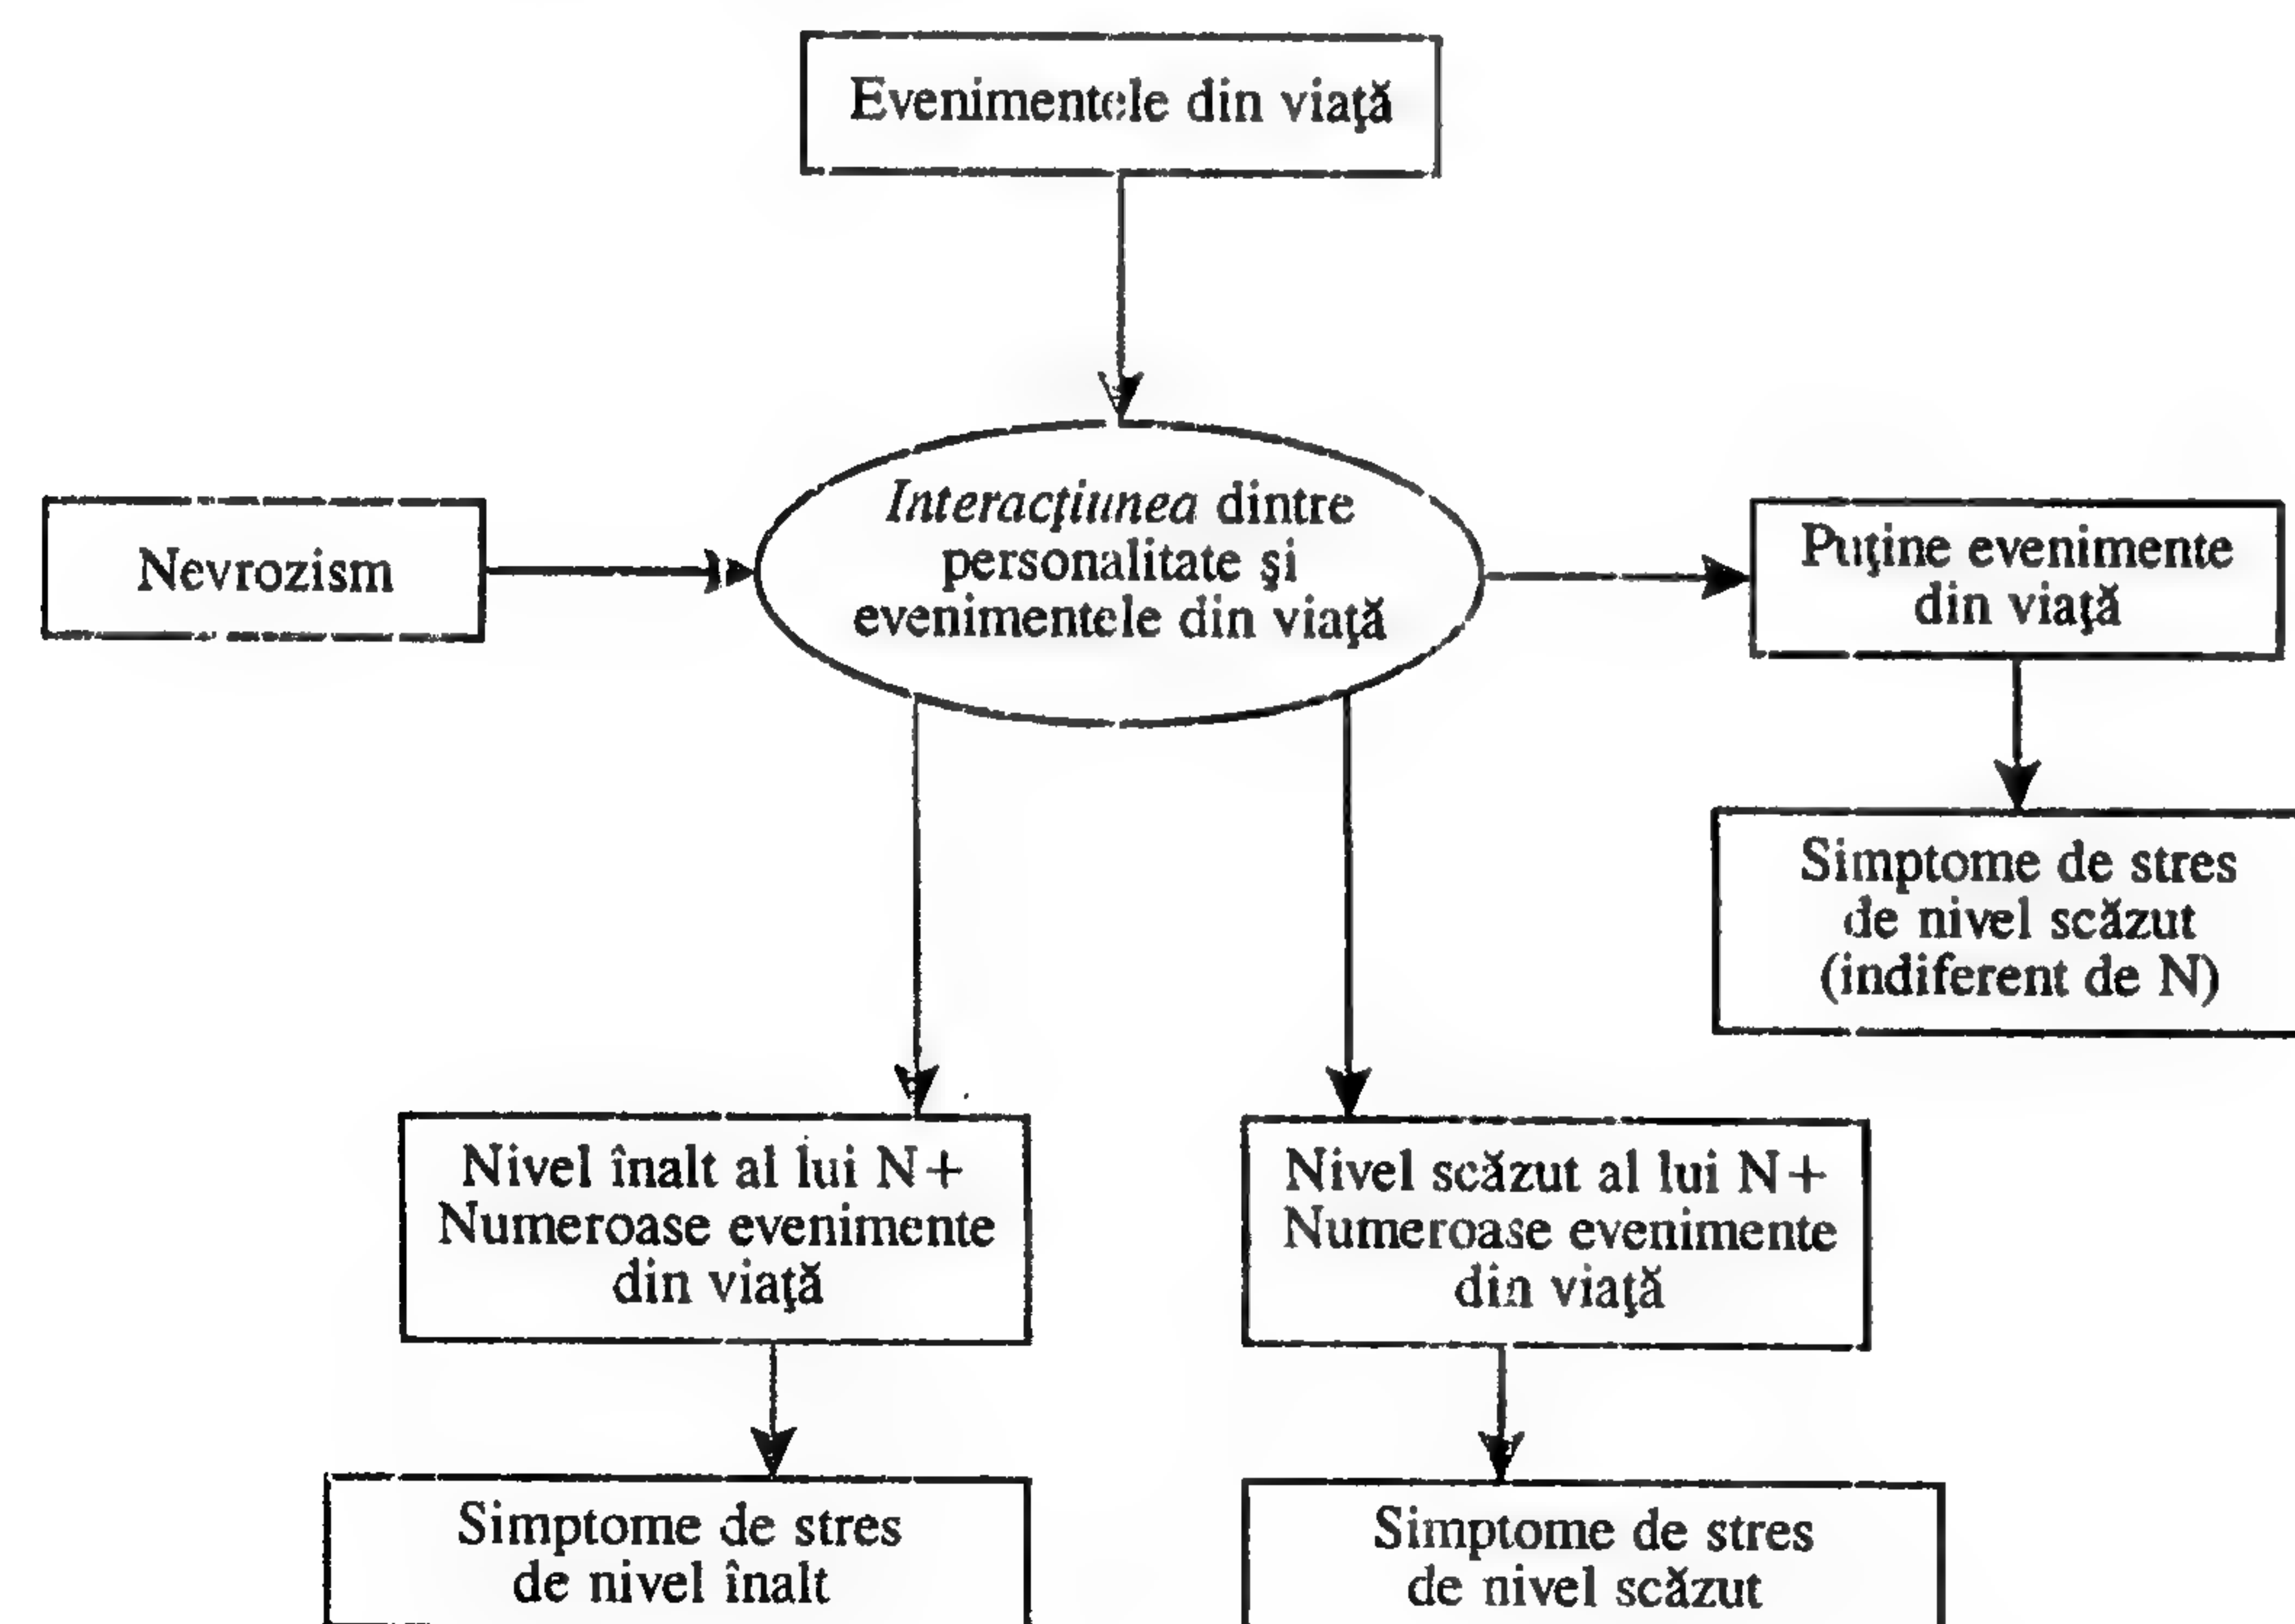 Evenimentele din viaţă
Interacţiunea dintre
personalitate şi
evenimentele din viaţă
Nevrozism
Puţine evenimente
din viaţă
Simptome de stres
de nivel scăzut
(indiferent de N)
Nivel înalt al lui N+
Numeroase evenimente
din viaţă
Nivel scăzut al lui N+
Numeroase evenimente
din viaţă
Simptome de stres
de nivel înalt
Simptome de stres
de nivel scăzut